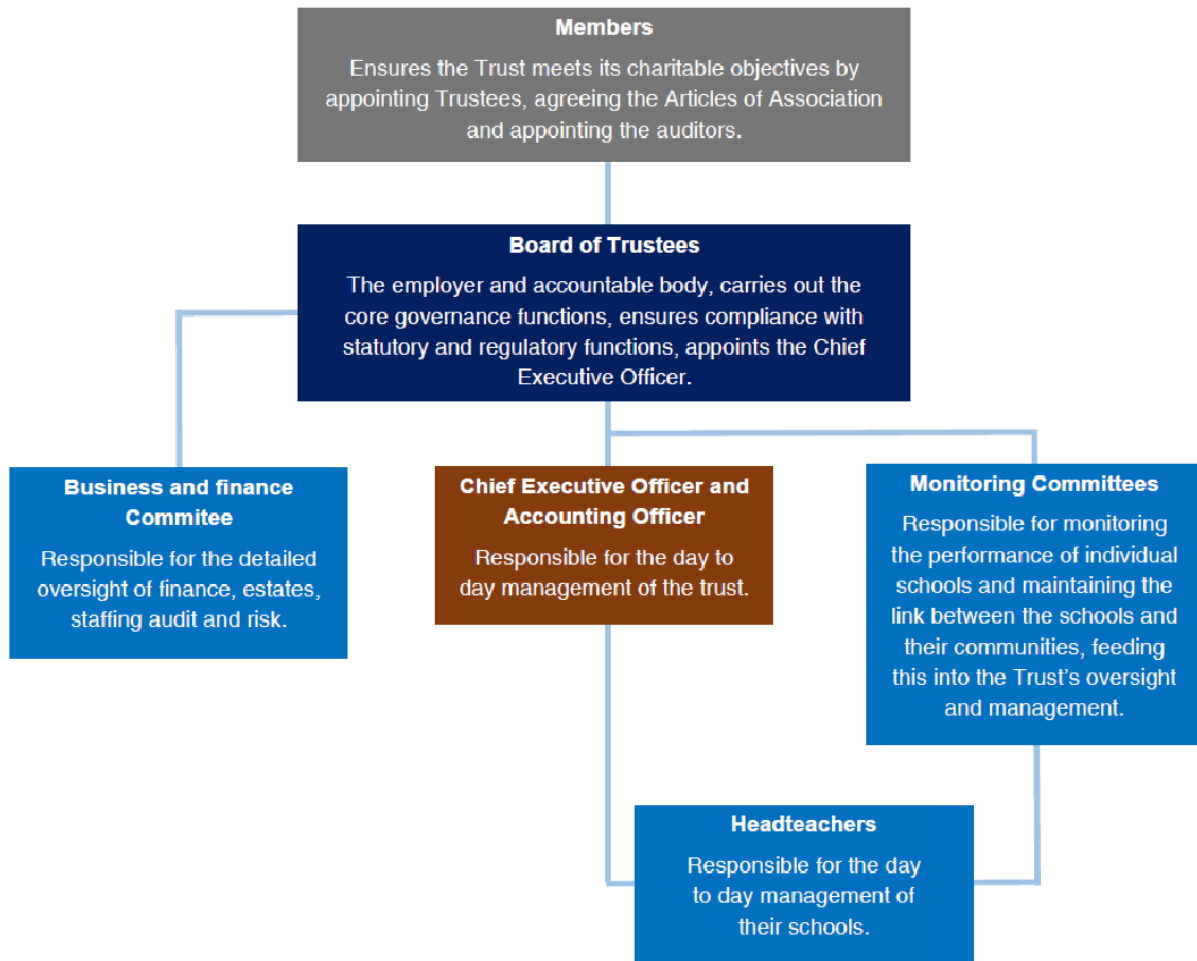 Members
Ensures the Trust meets its charitable objectives by
appointing Trustees, agreeing the Articles of Association
and appointing the auditors.
Board of Trustees
The employer and accountable body, carries out the
core governance functions, ensures compliance with
statutory and regulatory functions, appoints the Chief
Executive Officer.
Business and finance
Commitee
Responsible for the detailed
oversight of finance, estates,
staffing audit and risk.
Chief Executive Officer and
Accounting Officer
Responsible for the day to
day management of the trust.
Monitoring Committees
Responsible for monitoring
the performance of individual
schools and maintaining the
link between the schools and
their communities, feeding
this into the Trust's oversight
and management.
Headteachers
Responsible for the day
to day management of
their schools.